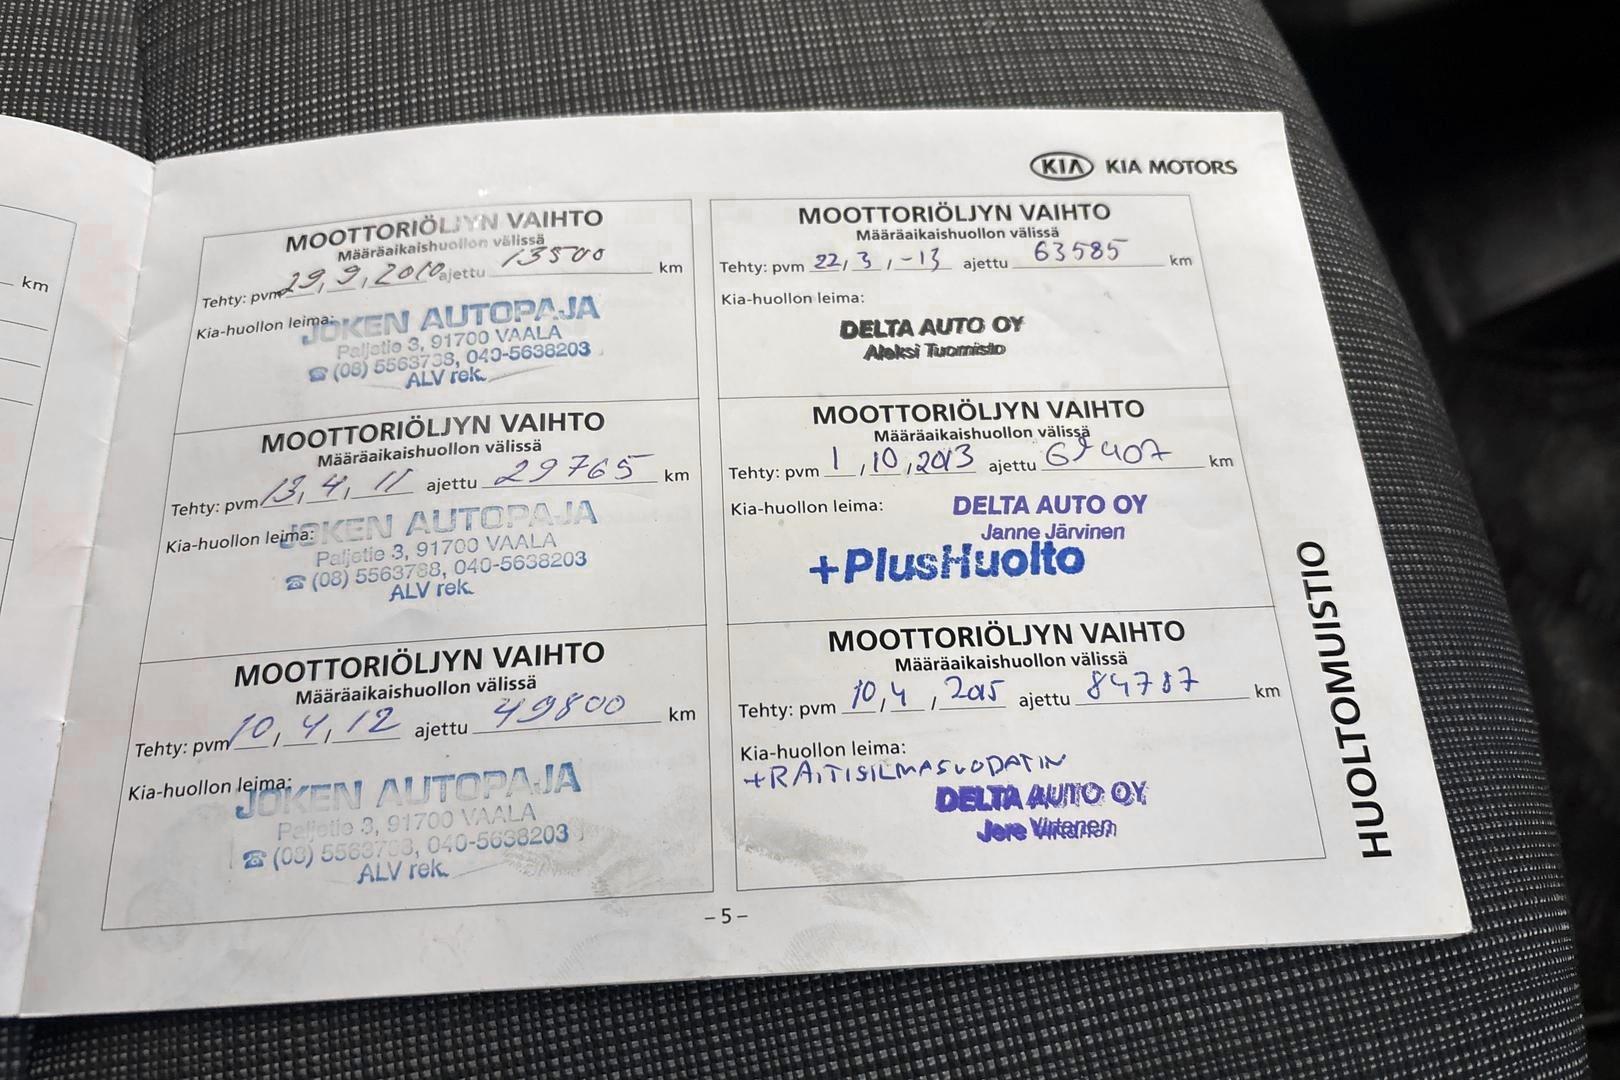 km
KIA KIA MOTORS
MOOTTORIÖLJYN VAIHTO
Määräaikaishuollon välissä
Tehty: pvm 29, 9, 2010 ajettu 13500 km
Kia-huollon leima:
JOKEN AUTOPAJA
Paljetie 3, 91700 VAALA
☎ (08) 5563738, 040-5638203
ALV rek.
MOOTTORIÖLJYN VAIHTO
Määräaikaishuollon välissä
Tehty: pvm 13, 4, 11 ajettu 29765 km
Kia-huollon leima:
JOKEN AUTOPAJA
Paljetie 3, 91700 VAALA
☎ (08) 5563738, 040-5638203
ALV rek.
MOOTTORIÖLJYN VAIHTO
Määräaikaishuollon välissä
Tehty: pvm 10, 4, 12 ajettu 49800 km
Kia-huollon leima:
JOKEN AUTOPAJA
Paljetie 3, 91700 VAALA
☎ (08) 5563738, 040-5638203
ALV rek.
MOOTTORIÖLJYN VAIHTO
Määräaikaishuollon välissä
Tehty: pvm 22, 3, -13 ajettu 63585 km
Kia-huollon leima:
DELTA AUTO OY
Aleksi Tuomisto
MOOTTORIÖLJYN VAIHTO
Määräaikaishuollon välissä
Tehty: pvm 1, 10, 2013 ajettu km
Kia-huollon leima:
DELTA AUTO OY
Janne Järvinen
+PlusHuolto
MOOTTORIÖLJYN VAIHTO
Määräaikaishuollon välissä
Tehty: pvm 10, 4, 2015 ajettu 84787 km
Kia-huollon leima:
+RAITISILMASUODATIN
DELTA AUTO OY
Jere Virtanen
HUOLTOMUISTIO
– 5 –